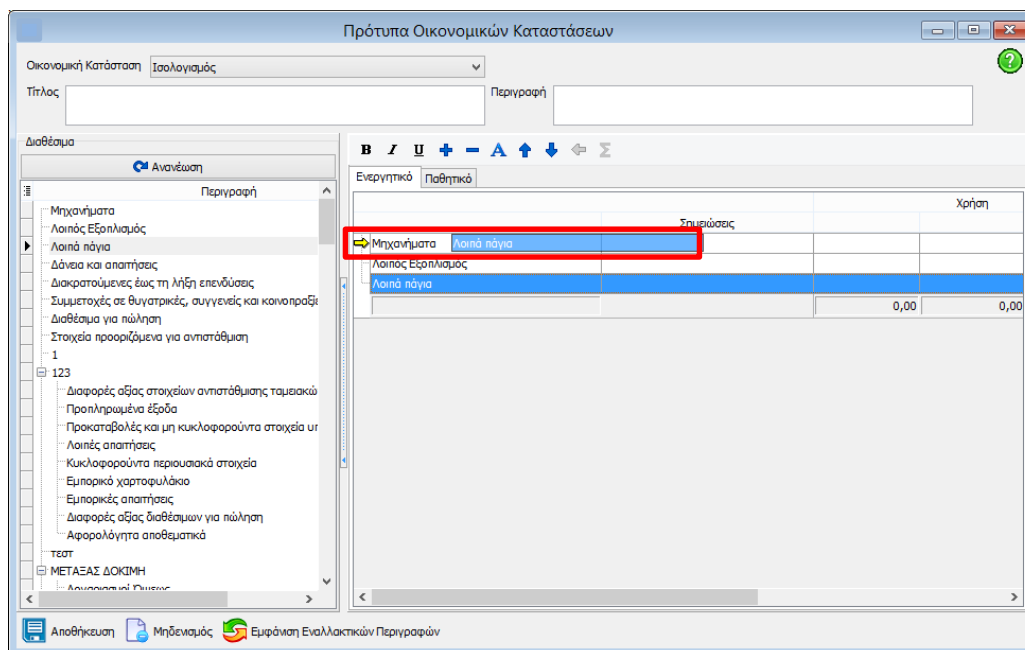 Πρότυπα Οικονομικών Καταστάσεων
Οικονομική Κατάσταση Ισολογισμός
Τίτλος Περιγραφή
Διαθέσιμα
Ανανέωση
B I U A Σ
Ενεργητικό Παθητικό
Περιγραφή
Μηχανήματα
Λοιπός Εξοπλισμός
Λοιπά πάγια
Δάνεια και απαιτήσεις
Διακρατούμενες έως τη λήξη επενδύσεις
Συμμετοχές σε θυγατρικές, συγγενείς και κοινοπραξίε
Διαθέσιμα για πώληση
Στοιχεία προοριζόμενα για αντιστάθμιση
1
123
Διαφορές αξίας στοιχείων αντιστάθμισης ταμειακώ
Προπληρωμένα έξοδα
Προκαταβολές και μη κυκλοφορούντα στοιχεία υπ
Λοιπές απαιτήσεις
Κυκλοφορούντα περιουσιακά στοιχεία
Εμπορικό χαρτοφυλάκιο
Εμπορικές απαιτήσεις
Διαφορές αξίας διαθέσιμων για πώληση
Αφορολόγητα αποθεματικά
τεστ
ΜΕΤΑΞΑΣ ΔΟΚΙΜΗ
Χρήση
Σημειώσεις
Μηχανήματα Λοιπά πάγια
Λοιπός Εξοπλισμός
Λοιπά πάγια
0,00 0,00
Αποθήκευση Μηδενισμός Εμφάνιση Εναλλακτικών Περιγραφών